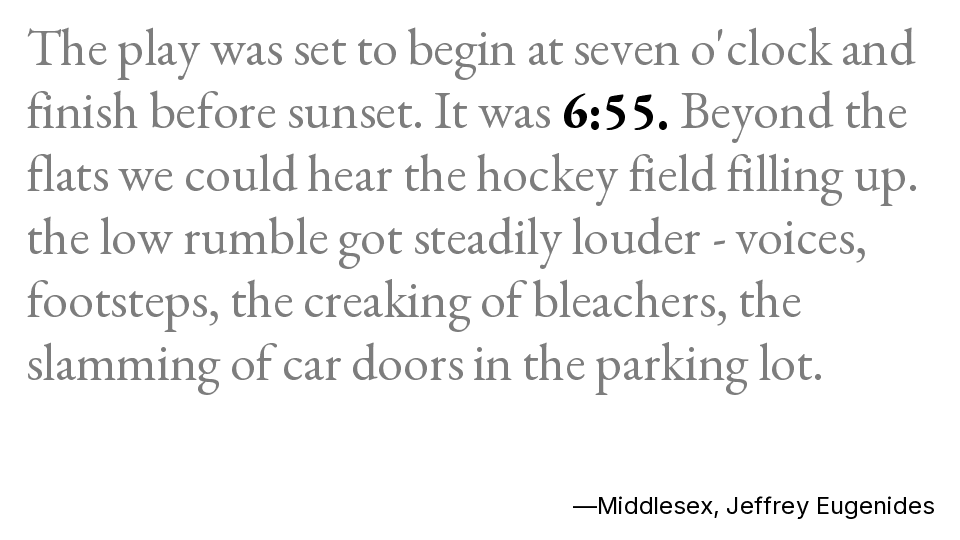 The play was set to begin at seven o'clock and
finish before sunset. It was 6:55. Beyond the
flats we could hear the hockey field filling up.
the low rumble got steadily louder - voices,
footsteps, the creaking of bleachers, the
slamming of car doors in the parking lot.
—Middlesex, Jeffrey Eugenides